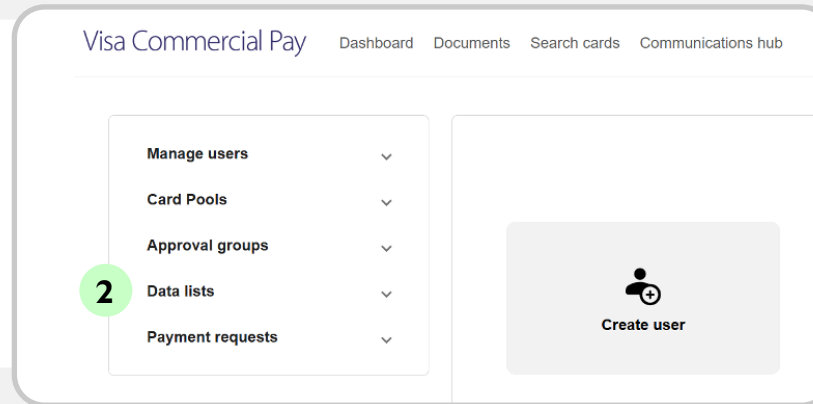 Visa Commercial Pay Dashboard Documents Search cards Communications hub
Manage users
Card Pools
Approval groups
2 Data lists
Payment requests
Create user